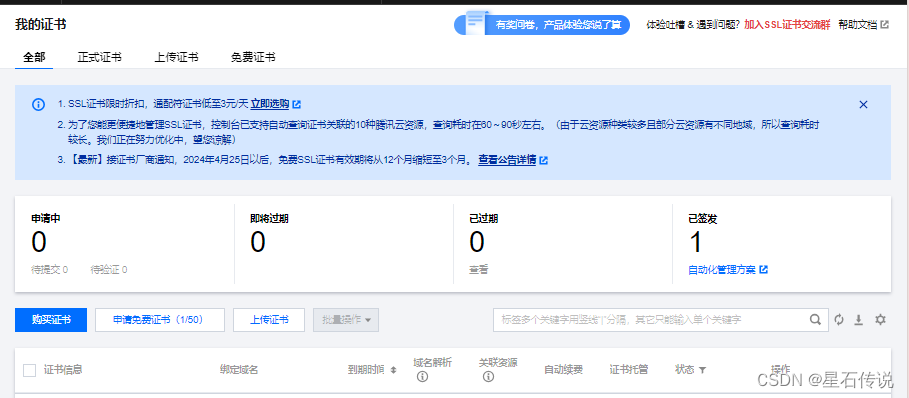 我的证书
有奖问卷，产品体验您说了算
体验吐槽 & 遇到问题? 加入SSL证书交流群 帮助文档
全部 正式证书 上传证书 免费证书
1. SSL证书限时折扣，通配符证书低至3元/天 立即选购
2. 为了您能更便捷地管理SSL证书，控制台已支持自动查询证书关联的10种腾讯云资源，查询耗时在60～90秒左右。（由于云资源种类较多且部分云资源有不同地域，所以查询耗时
较长。我们正在努力优化中，望您谅解）
3. 【最新】接证书厂商通知，2024年4月25日以后，免费SSL证书有效期将从12个月缩短至3个月。 查看公告详情
申请中 即将过期 已过期 已签发
0 0 0 1
待提交 0 待验证 0 查看 自动化管理方案
购买证书 申请免费证书（1/50） 上传证书 批量操作 标签多个关键字用竖线"|"分隔，其它只能输入单个关键字
证书信息 绑定域名 到期时间 域名解析 关联资源 自动续费 证书托管 状态 操作
CSDN @星石传说